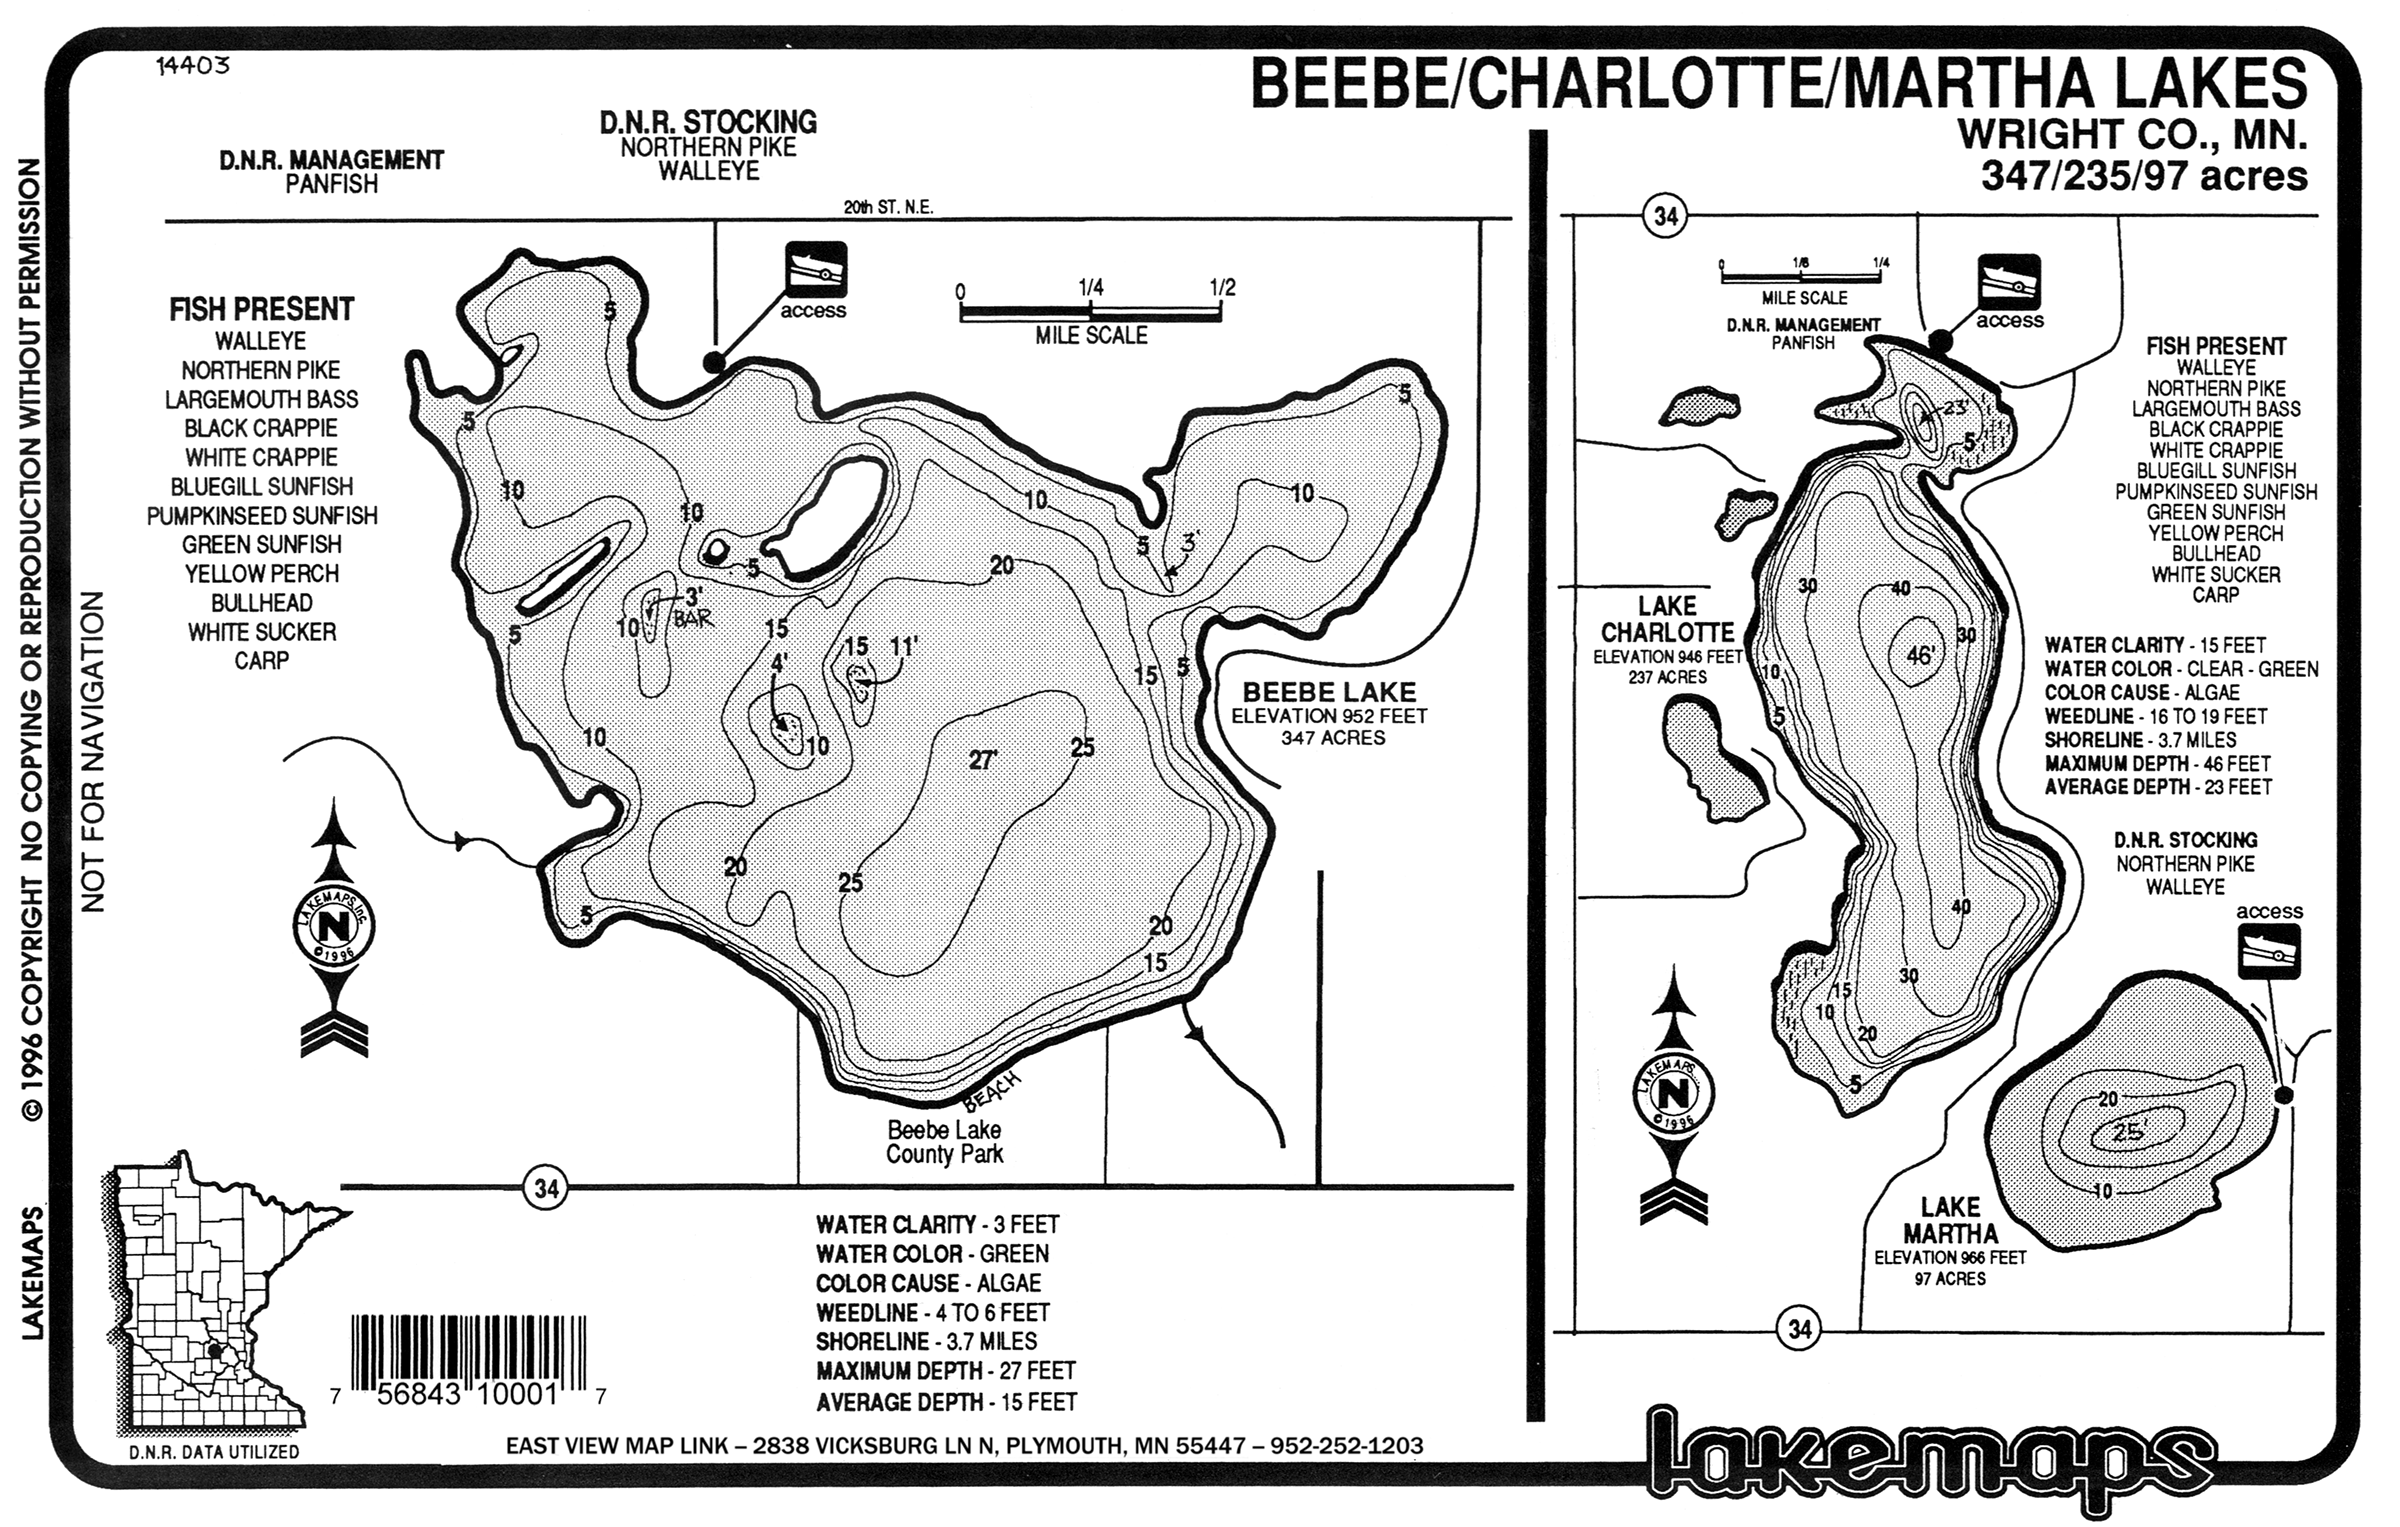 14403
BEEBE/CHARLOTTE/MARTHA LAKES
WRIGHT CO., MN.
347/235/97 acres
D.N.R. MANAGEMENT
PANFISH
D.N.R. STOCKING
NORTHERN PIKE
WALLEYE
20th ST. N.E.
access
0 1/4 1/2
MILE SCALE
FISH PRESENT
WALLEYE
NORTHERN PIKE
LARGEMOUTH BASS
BLACK CRAPPIE
WHITE CRAPPIE
BLUEGILL SUNFISH
PUMPKINSEED SUNFISH
GREEN SUNFISH
YELLOW PERCH
BULLHEAD
WHITE SUCKER
CARP
5
5
5
10
10
10
10
5
3'
5
20
3'
BAR
10
5
15
15
11'
4'
15
5
10
10
27'
25
20
25
5
20
15
BEEBE LAKE
ELEVATION 952 FEET
347 ACRES
LAKEMAPS, Inc.
N
©1996
BEACH
Beebe Lake
County Park
34
WATER CLARITY - 3 FEET
WATER COLOR - GREEN
COLOR CAUSE - ALGAE
WEEDLINE - 4 TO 6 FEET
SHORELINE - 3.7 MILES
MAXIMUM DEPTH - 27 FEET
AVERAGE DEPTH - 15 FEET
7 56843 10001 7
D.N.R. DATA UTILIZED
EAST VIEW MAP LINK – 2838 VICKSBURG LN N, PLYMOUTH, MN 55447 – 952-252-1203
LAKEMAPS © 1996 COPYRIGHT NO COPYING OR REPRODUCTION WITHOUT PERMISSION
NOT FOR NAVIGATION
34
0 1/8 1/4
MILE SCALE
D.N.R. MANAGEMENT
PANFISH
access
FISH PRESENT
WALLEYE
NORTHERN PIKE
LARGEMOUTH BASS
BLACK CRAPPIE
WHITE CRAPPIE
BLUEGILL SUNFISH
PUMPKINSEED SUNFISH
GREEN SUNFISH
YELLOW PERCH
BULLHEAD
WHITE SUCKER
CARP
23'
5
30
40
30
46'
10
5
40
30
15
10
20
5
LAKE
CHARLOTTE
ELEVATION 946 FEET
237 ACRES
WATER CLARITY - 15 FEET
WATER COLOR - CLEAR - GREEN
COLOR CAUSE - ALGAE
WEEDLINE - 16 TO 19 FEET
SHORELINE - 3.7 MILES
MAXIMUM DEPTH - 46 FEET
AVERAGE DEPTH - 23 FEET
D.N.R. STOCKING
NORTHERN PIKE
WALLEYE
access
LAKEMAPS
N
©1996
20
25'
10
LAKE
MARTHA
ELEVATION 966 FEET
97 ACRES
34
lakemaps